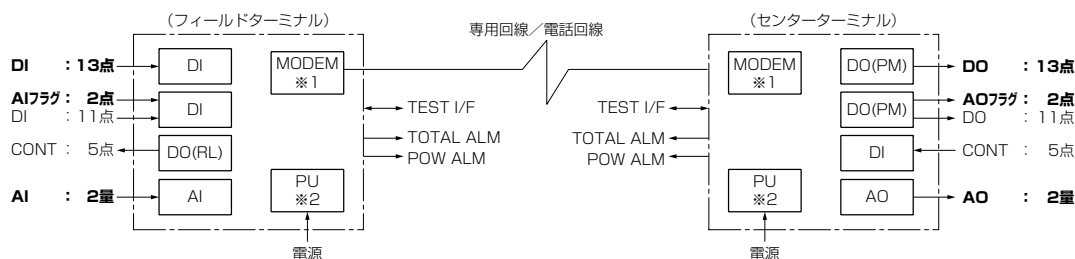 （フィールドターミナル）
DI : 13点
DI
AIフラグ : 2点
DI : 11点
DI
CONT : 5点
DO(RL)
AI : 2量
AI
MODEM
※1
PU
※2
電源
TEST I/F
TOTAL ALM
POW ALM
専用回線／電話回線
（センターターミナル）
TEST I/F
TOTAL ALM
POW ALM
MODEM
※1
PU
※2
電源
DO(PM)
DO : 13点
DO(PM)
AOフラグ : 2点
DO : 11点
DI
CONT : 5点
AO
AO : 2量